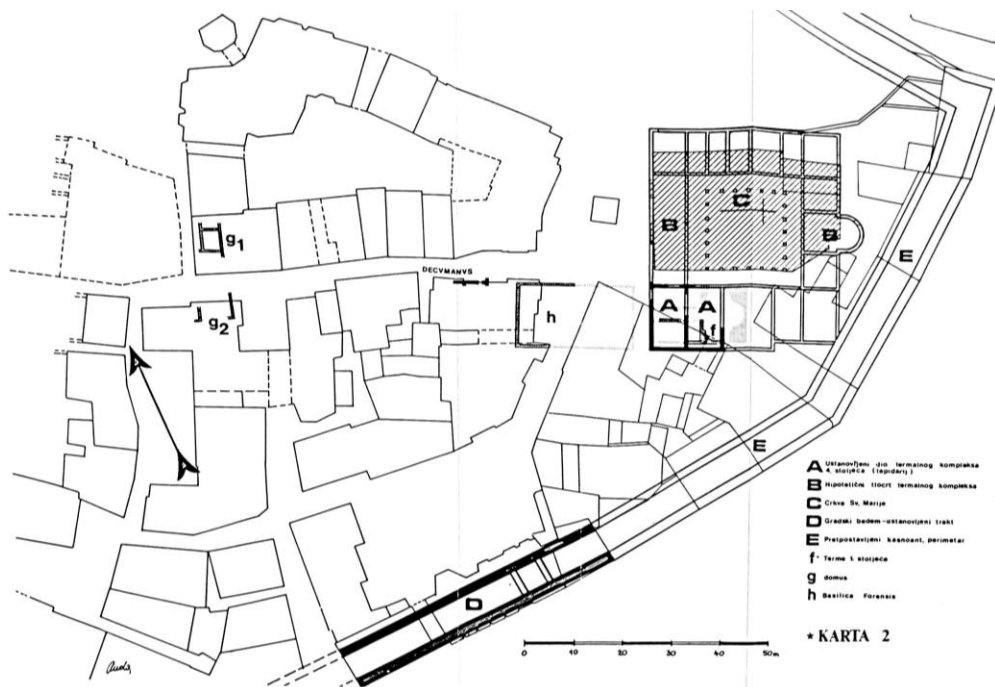 g1
DECVMANVS
g2
h
B
C
B
A
A
f
E
E
D
A Ustanovljeni dio termalnog kompleksa
4. stoljeća (tepidarij)
B Hipotetični tlocrt termalnog kompleksa
C Crkva Sv. Marije
D Gradski bedem-ustanovljeni trakt
E Pretpostavljeni kasnoant. perimetar
f Terme 1. stoljeća
g domus
h Basilica Forensis
0 10 20 30 40 50m
* KARTA 2